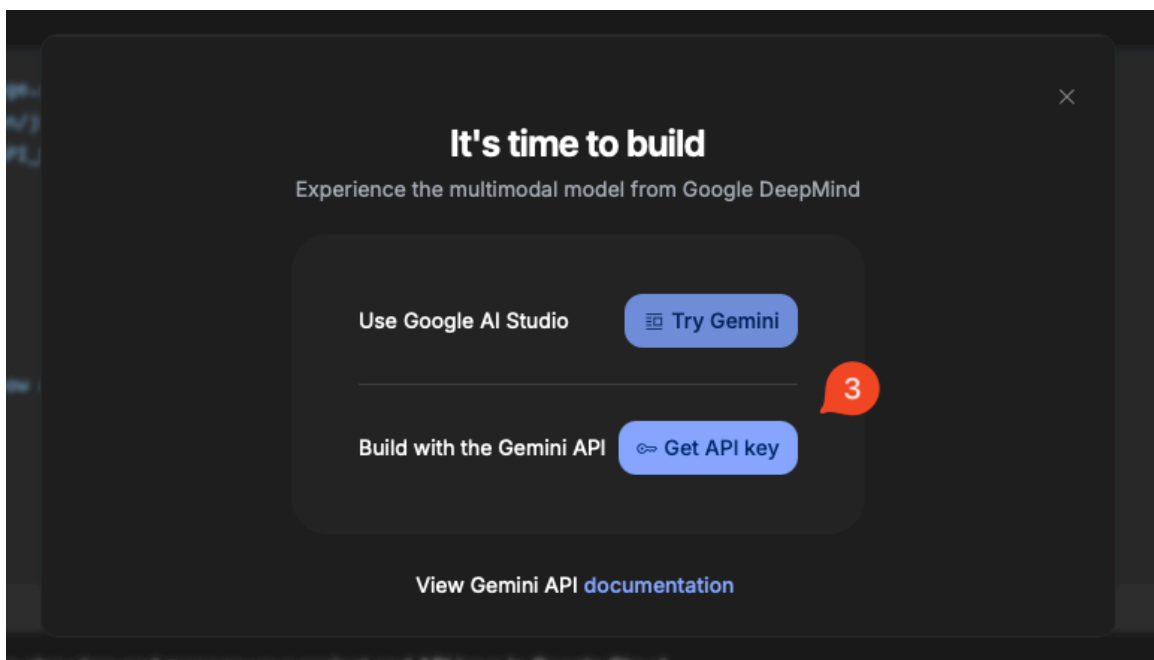 It's time to build
Experience the multimodal model from Google DeepMind
Use Google AI Studio
Try Gemini
3
Build with the Gemini API
Get API key
View Gemini API documentation